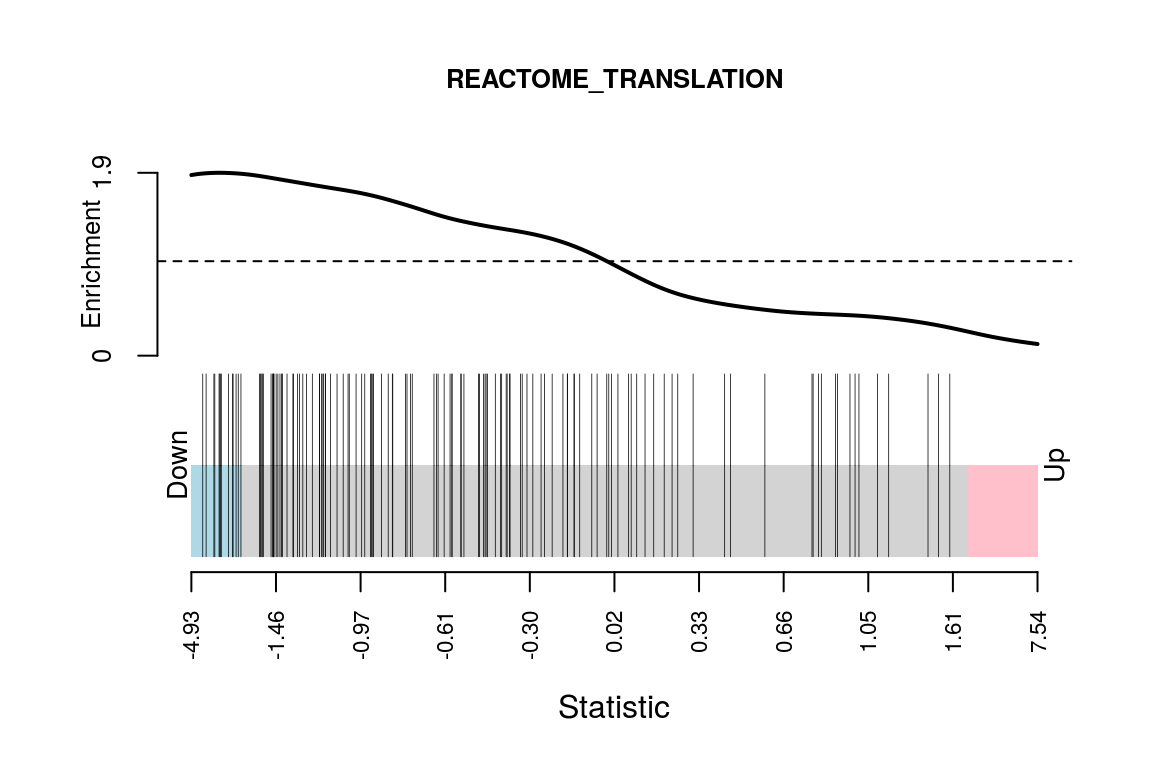 REACTOME_TRANSLATION
Enrichment
1.9
0
Down
Up
-4.93 -1.46 -0.97 -0.61 -0.30 0.02 0.33 0.66 1.05 1.61 7.54
Statistic